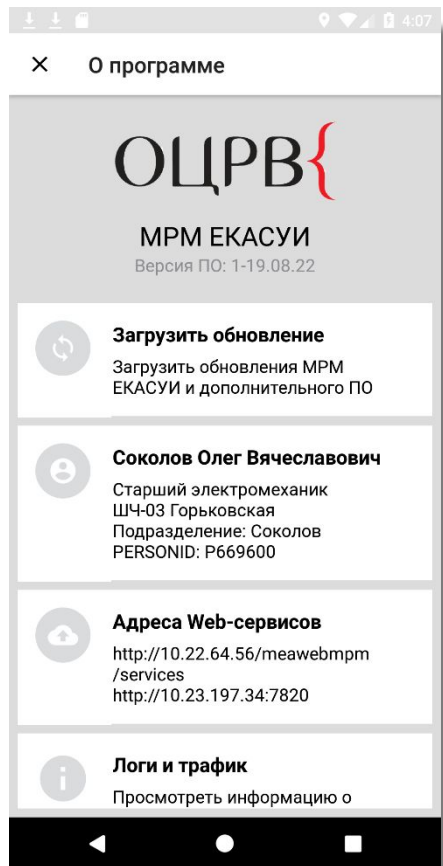 4:07
О программе
ОЦРВ{
МРМ ЕКАСУИ
Версия ПО: 1-19.08.22
Загрузить обновление
Загрузить обновления МРМ
ЕКАСУИ и дополнительного ПО
Соколов Олег Вячеславович
Старший электромеханик
ШЧ-03 Горьковская
Подразделение: Соколов
PERSONID: P669600
Адреса Web-сервисов
http://10.22.64.56/meawebmpm
/services
http://10.23.197.34:7820
Логи и трафик
Просмотреть информацию о